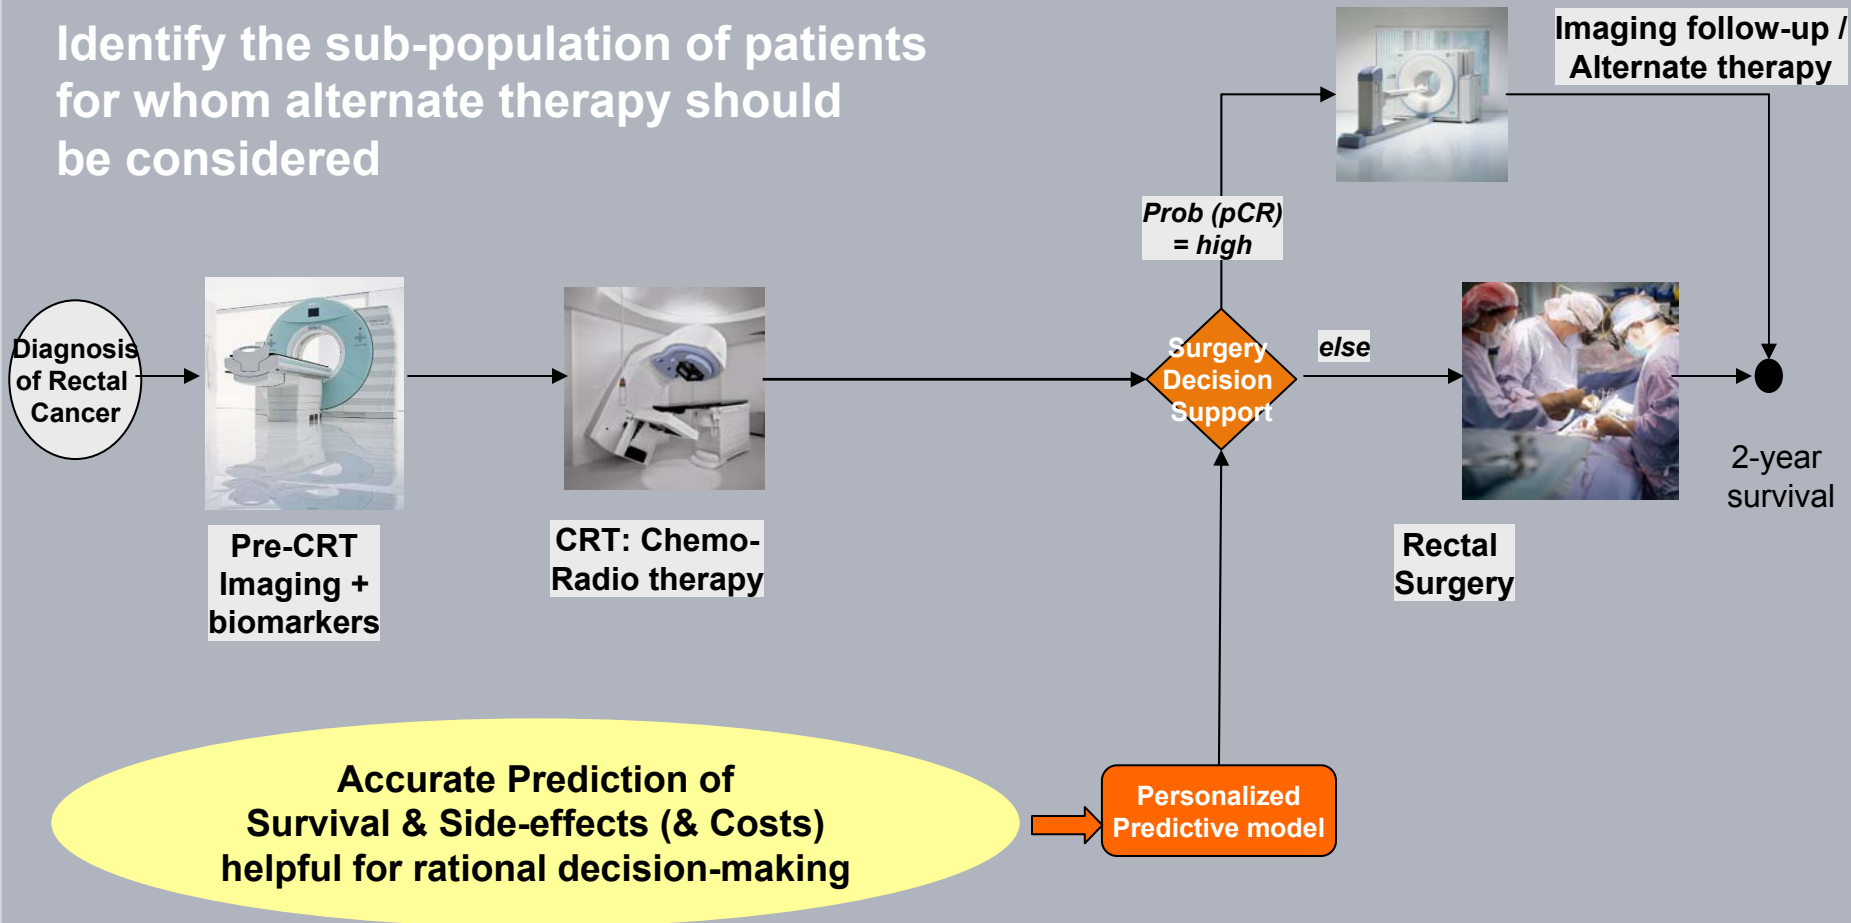 Identify the sub-population of patients
for whom alternate therapy should
be considered
Imaging follow-up /
Alternate therapy
Prob (pCR)
= high
Diagnosis
of Rectal
Cancer
Surgery
Decision
Support
else
2-year
survival
Pre-CRT
Imaging +
biomarkers
CRT: Chemo-
Radio therapy
Rectal
Surgery
Accurate Prediction of
Survival & Side-effects (& Costs)
helpful for rational decision-making
Personalized
Predictive model